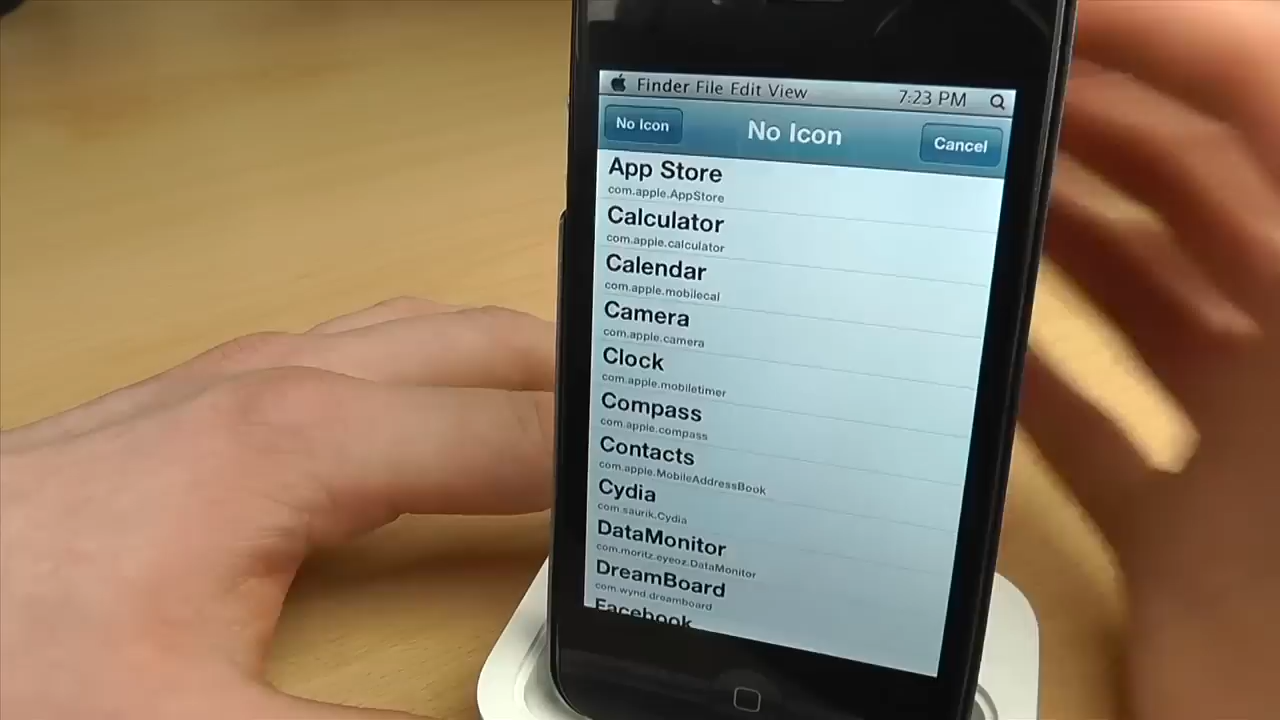 Finder File Edit View 7:23 PM
No Icon No Icon Cancel
App Store
com.apple.AppStore
Calculator
com.apple.calculator
Calendar
com.apple.mobilecal
Camera
com.apple.camera
Clock
com.apple.mobiletimer
Compass
com.apple.compass
Contacts
com.apple.MobileAddressBook
Cydia
com.saurik.Cydia
DataMonitor
com.moritz.eyeoz.DataMonitor
DreamBoard
com.wynd.dreamboard
Facebook